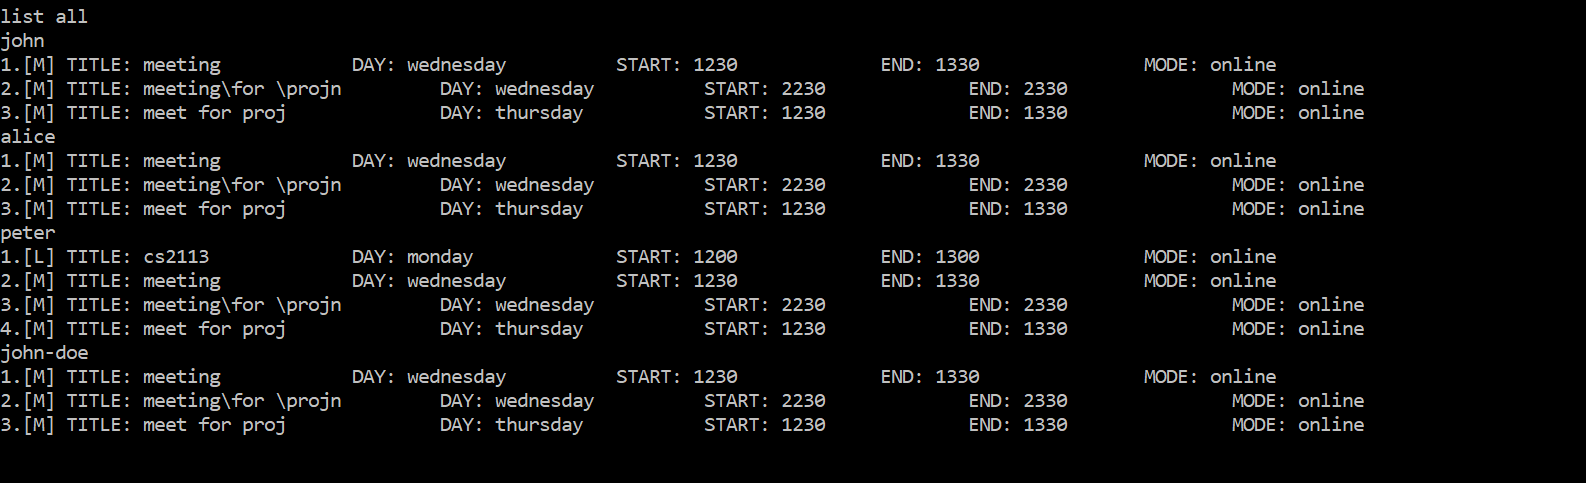 list all
john
1.[M] TITLE: meeting            DAY: wednesday          START: 1230             END: 1330               MODE: online
2.[M] TITLE: meeting\for \projn         DAY: wednesday          START: 2230             END: 2330               MODE: online
3.[M] TITLE: meet for proj              DAY: thursday           START: 1230             END: 1330               MODE: online
alice
1.[M] TITLE: meeting            DAY: wednesday          START: 1230             END: 1330               MODE: online
2.[M] TITLE: meeting\for \projn         DAY: wednesday          START: 2230             END: 2330               MODE: online
3.[M] TITLE: meet for proj              DAY: thursday           START: 1230             END: 1330               MODE: online
peter
1.[L] TITLE: cs2113             DAY: monday             START: 1200             END: 1300               MODE: online
2.[M] TITLE: meeting            DAY: wednesday          START: 1230             END: 1330               MODE: online
3.[M] TITLE: meeting\for \projn         DAY: wednesday          START: 2230             END: 2330               MODE: online
4.[M] TITLE: meet for proj              DAY: thursday           START: 1230             END: 1330               MODE: online
john-doe
1.[M] TITLE: meeting            DAY: wednesday          START: 1230             END: 1330               MODE: online
2.[M] TITLE: meeting\for \projn         DAY: wednesday          START: 2230             END: 2330               MODE: online
3.[M] TITLE: meet for proj              DAY: thursday           START: 1230             END: 1330               MODE: online